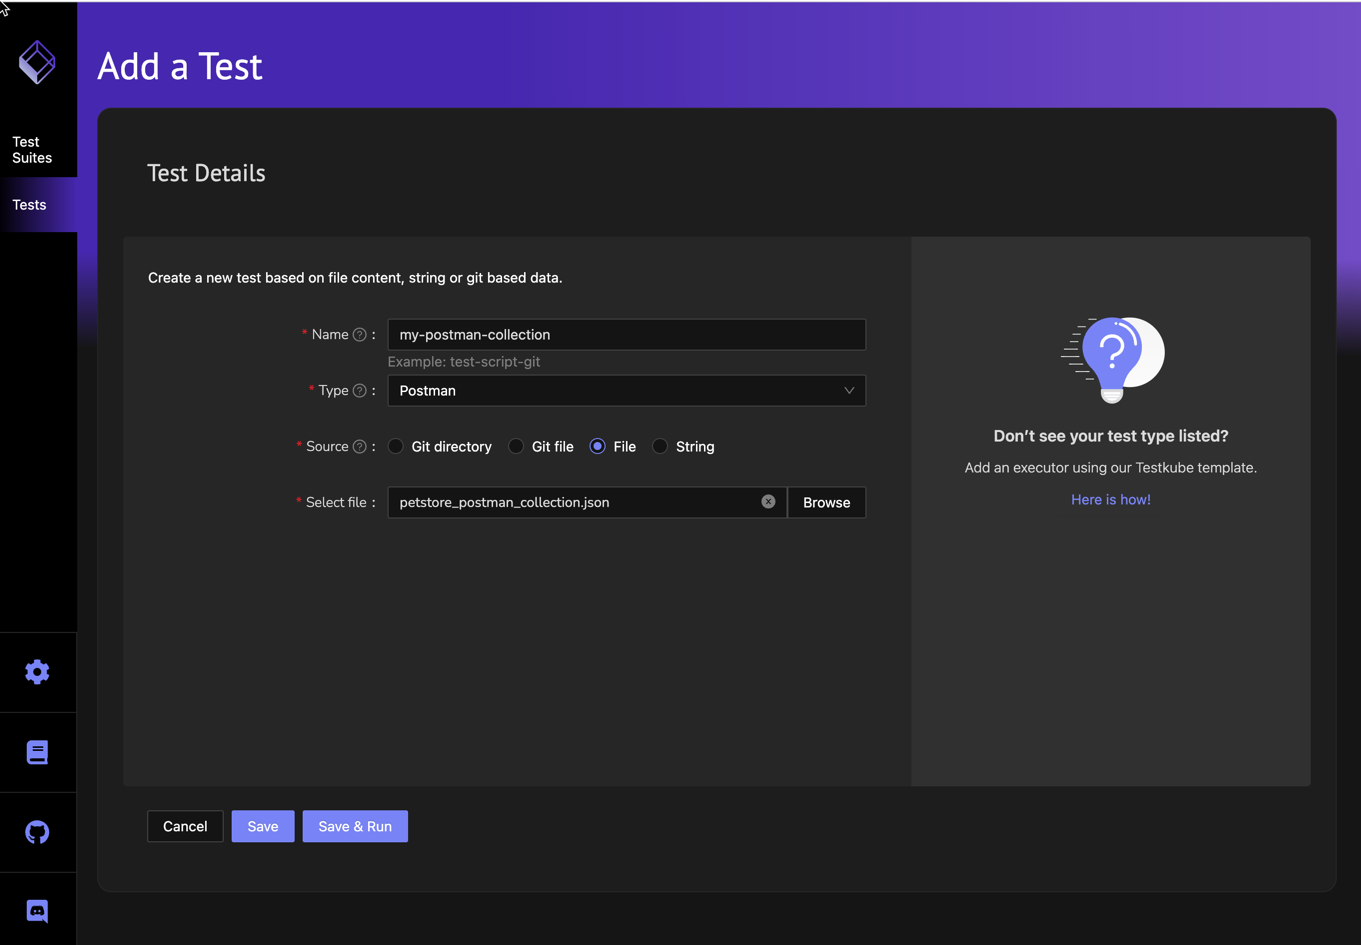 Add a Test
Test
Suites
Tests
Test Details
Create a new test based on file content, string or git based data.
* Name ? :
my-postman-collection
Example: test-script-git
* Type ? :
Postman
* Source ? :
Git directory
Git file
File
String
* Select file :
petstore_postman_collection.json
Browse
?
Don’t see your test type listed?
Add an executor using our Testkube template.
Here is how!
Cancel
Save
Save & Run